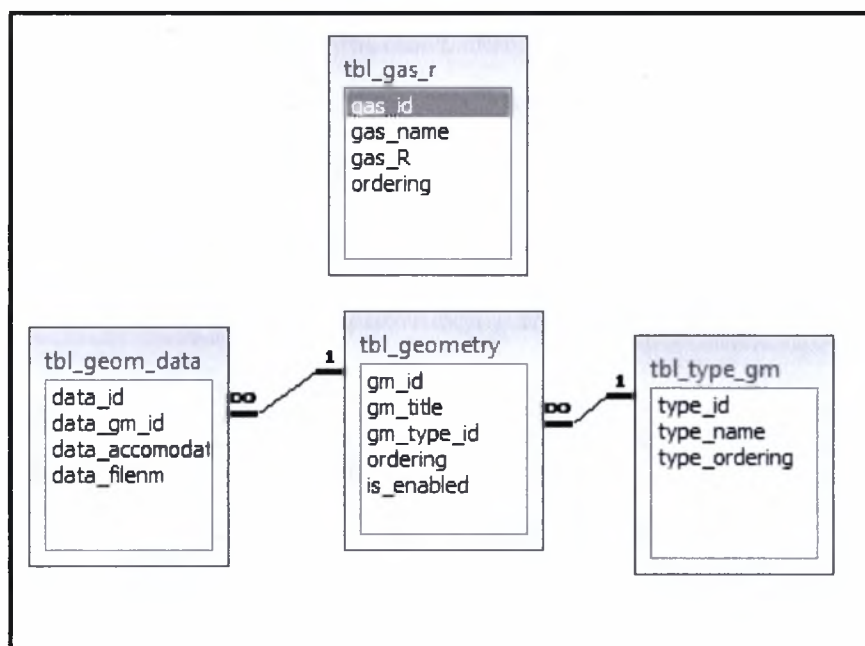 tbl_gas_r
gas_id
gas_name
gas_R
ordering
tbl_geom_data
data_id
data_gm_id
data_accomodat
data_filenm
1
tbl_geometry
gm_id
gm_title
gm_type_id
ordering
is_enabled
1
tbl_type_gm
type_id
type_name
type_ordering